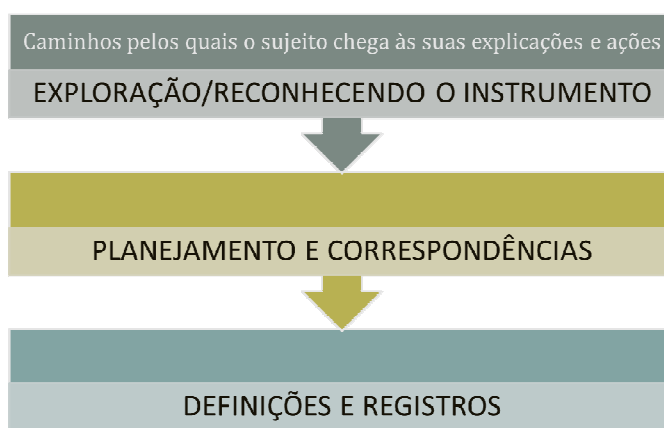 Caminhos pelos quais o sujeito chega às suas explicações e ações
EXPLORAÇÃO/RECONHECENDO O INSTRUMENTO
PLANEJAMENTO E CORRESPONDÊNCIAS
DEFINIÇÕES E REGISTROS